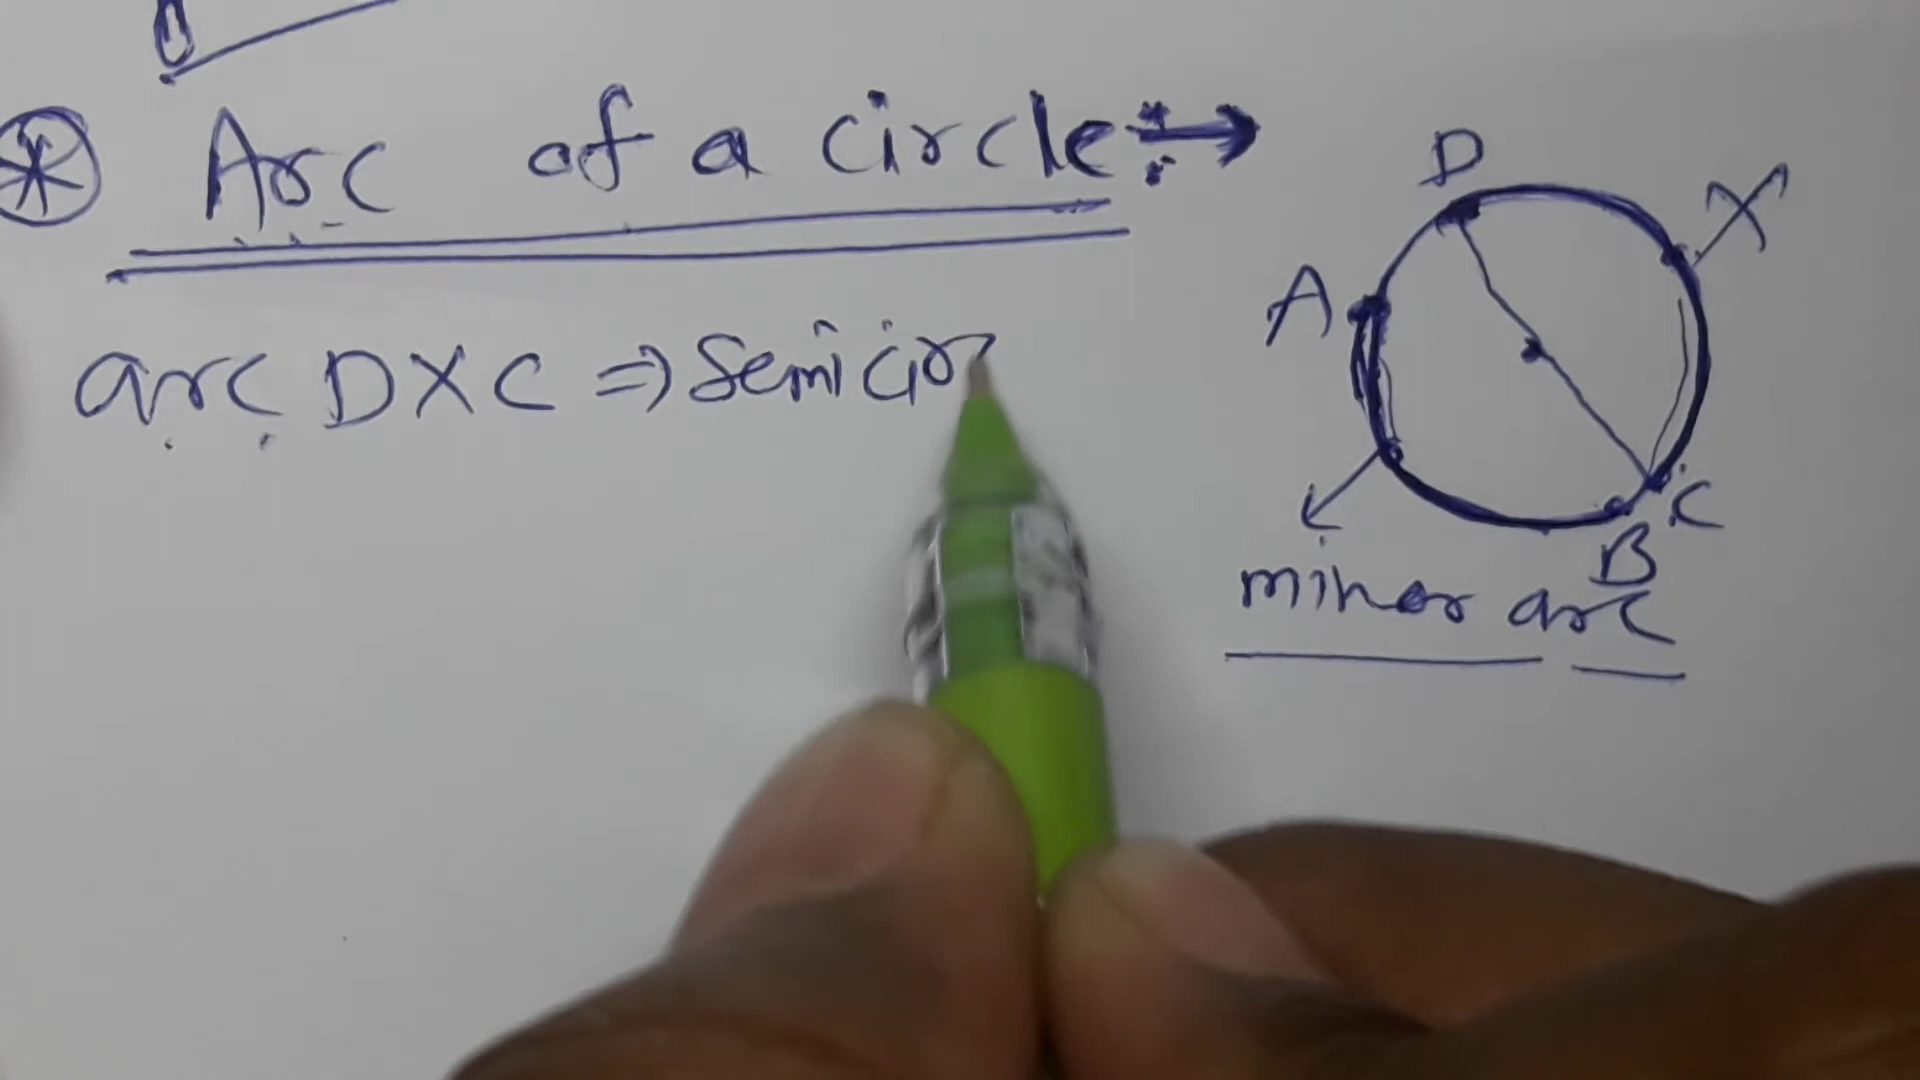 Arc of a circle :→
D
X
A
arc DXC ⇒ Semicir
C
B
minor arc